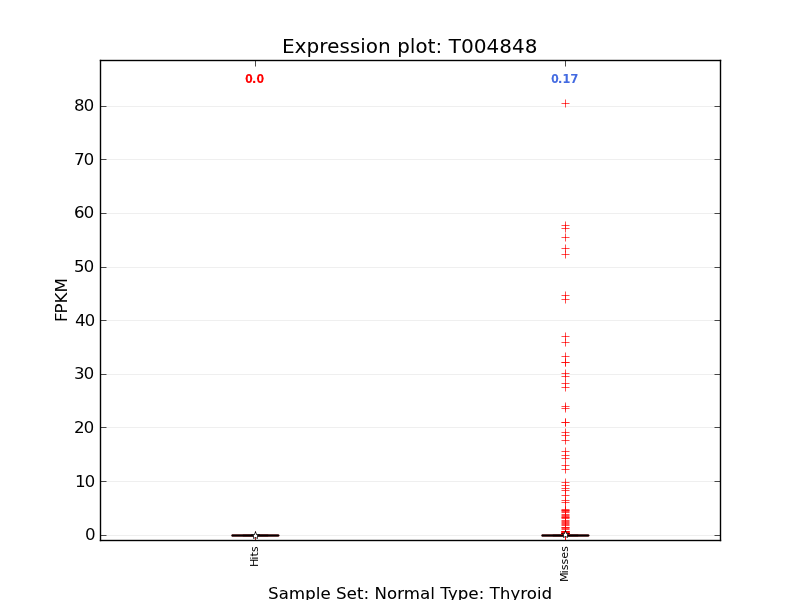 Expression plot: T004848
0.0
0.17
80
70
60
50
40
30
20
10
0
FPKM
Hits
Misses
Sample Set: Normal Type: Thyroid